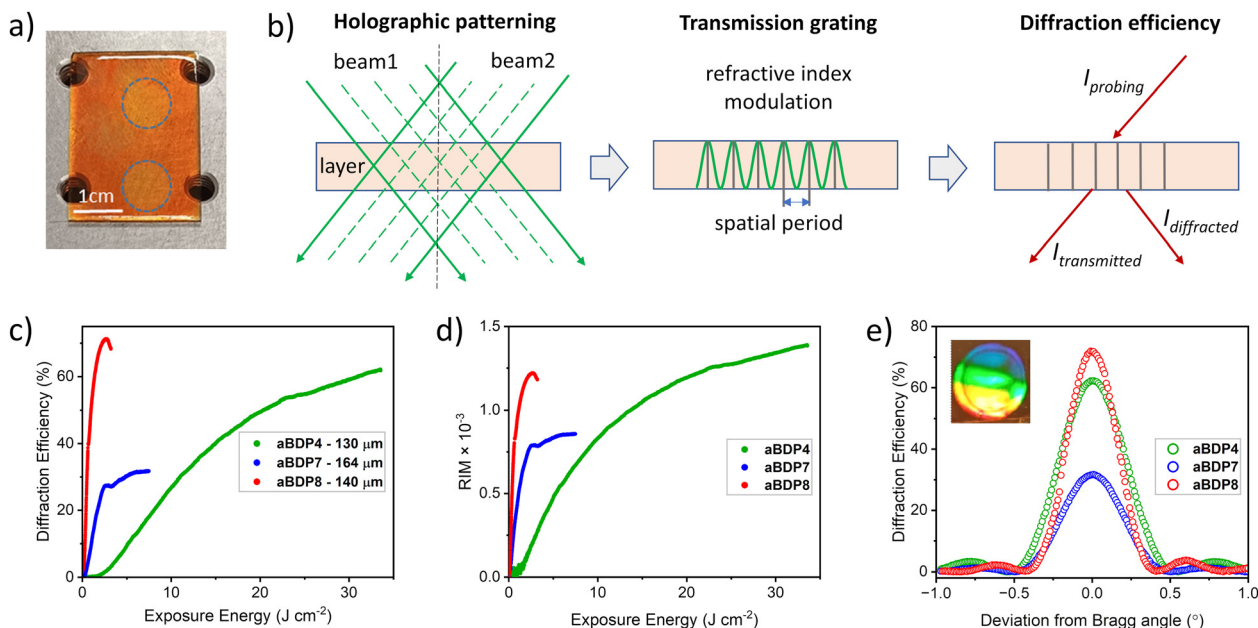 a)
1cm
b)
Holographic patterning
beam1
beam2
layer
Transmission grating
refractive index
modulation
spatial period
Diffraction efficiency
I_probing
I_transmitted
I_diffracted
c)
Diffraction Efficiency (%)
60
40
20
0
0
10
20
30
Exposure Energy (J cm⁻²)
aBDP4 - 130 μm
aBDP7 - 164 μm
aBDP8 - 140 μm
d)
RIM × 10⁻³
1.5
1.0
0.5
0.0
0
10
20
30
Exposure Energy (J cm⁻²)
aBDP4
aBDP7
aBDP8
e)
Diffraction Efficiency (%)
80
60
40
20
0
−1.0
−0.5
0.0
0.5
1.0
Deviation from Bragg angle (°)
aBDP4
aBDP7
aBDP8